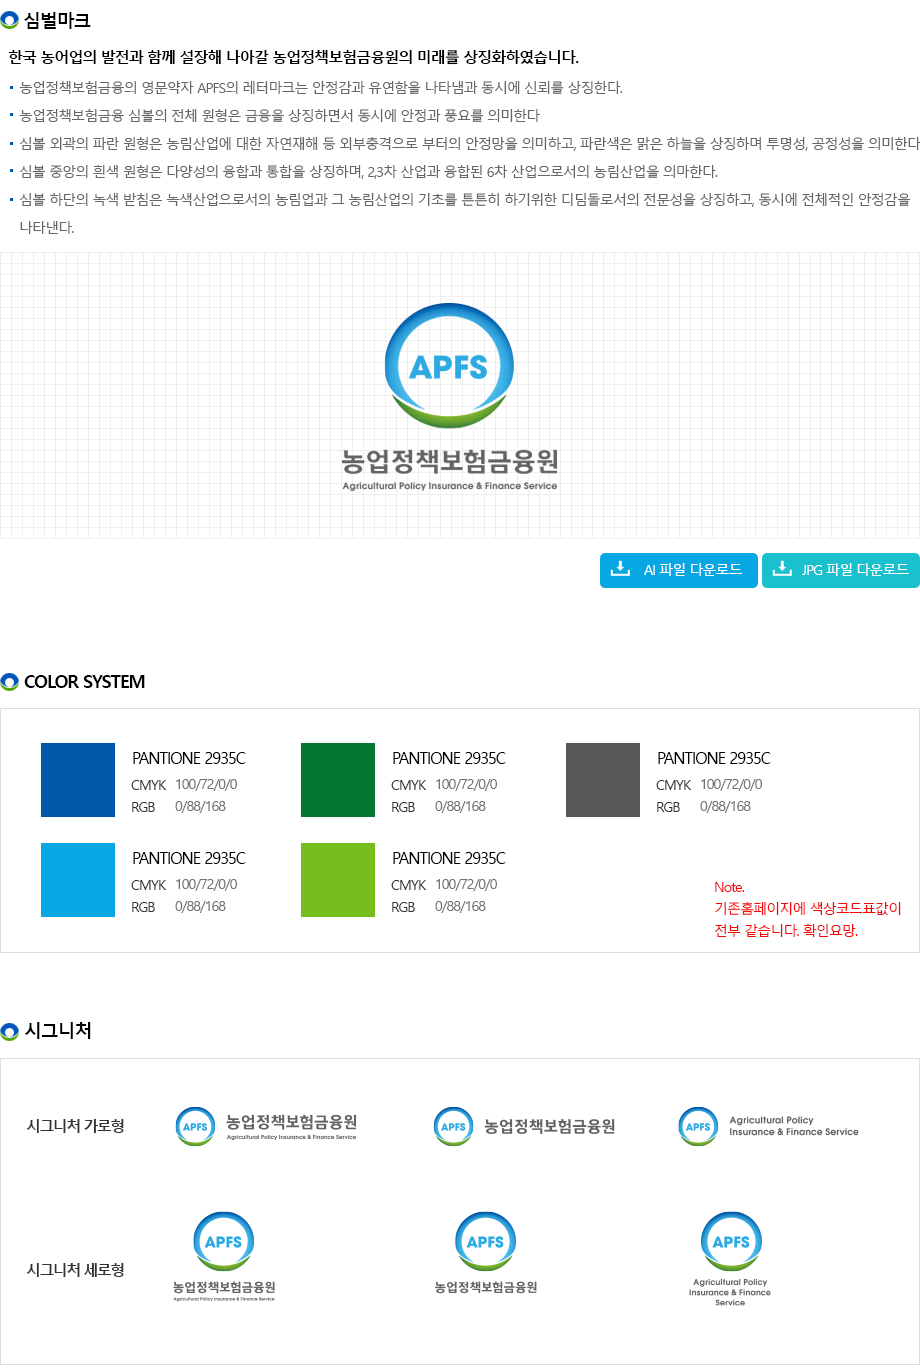 심벌마크
한국 농어업의 발전과 함께 설장해 나아갈 농업정책보험금융원의 미래를 상징화하였습니다.
농업정책보험금융의 영문약자 APFS의 레터마크는 안정감과 유연함을 나타냄과 동시에 신뢰를 상징한다.
농업정책보험금융 심볼의 전체 원형은 금융을 상징하면서 동시에 안정과 풍요를 의미한다
심볼 외곽의 파란 원형은 농림산업에 대한 자연재해 등 외부충격으로 부터의 안정망을 의미하고, 파란색은 맑은 하늘을 상징하며 투명성, 공정성을 의미한다
심볼 중앙의 흰색 원형은 다양성의 융합과 통합을 상징하며, 2,3차 산업과 융합된 6차 산업으로서의 농림산업을 의마한다.
심볼 하단의 녹색 받침은 녹색산업으로서의 농림업과 그 농림산업의 기초를 튼튼히 하기위한 디딤돌로서의 전문성을 상징하고, 동시에 전체적인 안정감을
나타낸다.
APFS
농업정책보험금융원
Agricultural Policy Insurance & Finance Service
AI 파일 다운로드 JPG 파일 다운로드
COLOR SYSTEM
PANTIONE 2935C PANTIONE 2935C PANTIONE 2935C
CMYK 100/72/0/0 CMYK 100/72/0/0 CMYK 100/72/0/0
RGB 0/88/168 RGB 0/88/168 RGB 0/88/168
PANTIONE 2935C PANTIONE 2935C
CMYK 100/72/0/0 CMYK 100/72/0/0
RGB 0/88/168 RGB 0/88/168
Note.
기존홈페이지에 색상코드표값이
전부 같습니다. 확인요망.
시그니처
시그니처 가로형
APFS 농업정책보험금융원
Agricultural Policy Insurance & Finance Service
APFS 농업정책보험금융원
APFS Agricultural Policy
Insurance & Finance Service
시그니처 세로형
APFS
농업정책보험금융원
Agricultural Policy Insurance & Finance Service
APFS
농업정책보험금융원
APFS
Agricultural Policy
Insurance & Finance
Service